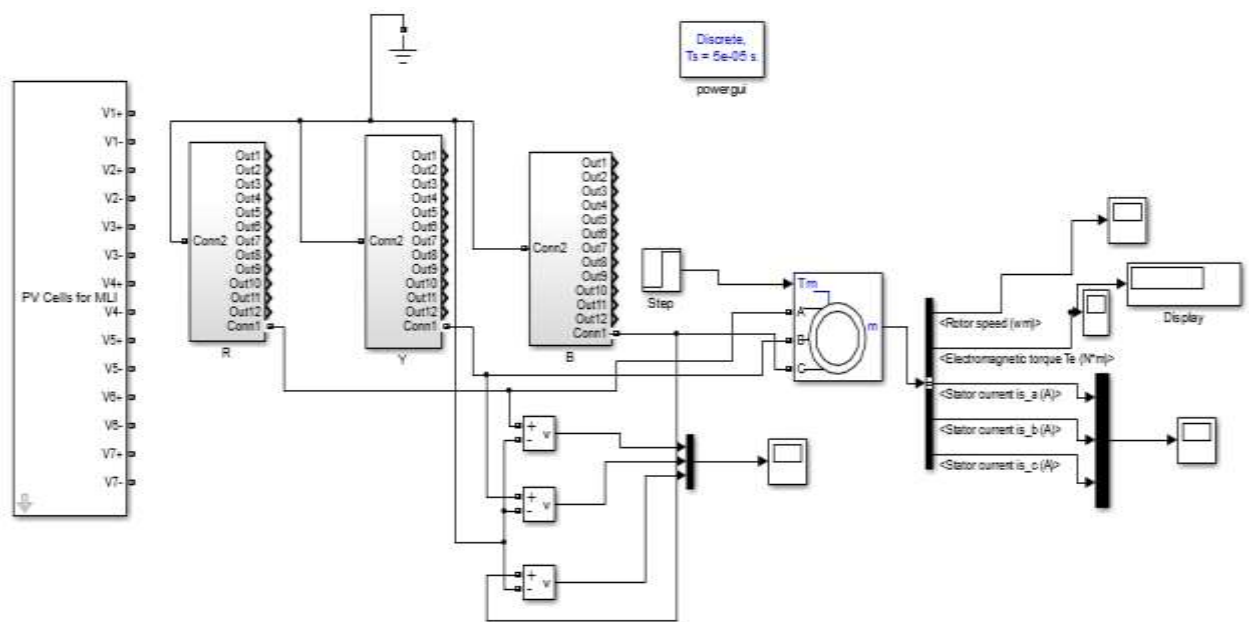 Discrete,
Ts = 5e-05 s.
powergui
PV Cells for MLI
V1+
V1-
V2+
V2-
V3+
V3-
V4+
V4-
V5+
V5-
V6+
V6-
V7+
V7-
Conn2
Out1
Out2
Out3
Out4
Out5
Out6
Out7
Out8
Out9
Out10
Out11
Out12
Conn1
R
Conn2
Out1
Out2
Out3
Out4
Out5
Out6
Out7
Out8
Out9
Out10
Out11
Out12
Conn1
Y
Conn2
Out1
Out2
Out3
Out4
Out5
Out6
Out7
Out8
Out9
Out10
Out11
Out12
Conn1
B
Step
Tm
A
B
C
m
<Rotor speed (wm)>
<Electromagnetic torque Te (N*m)>
<Stator current is_a (A)>
<Stator current is_b (A)>
<Stator current is_c (A)>
Display
+
-
v
+
-
v
+
-
v